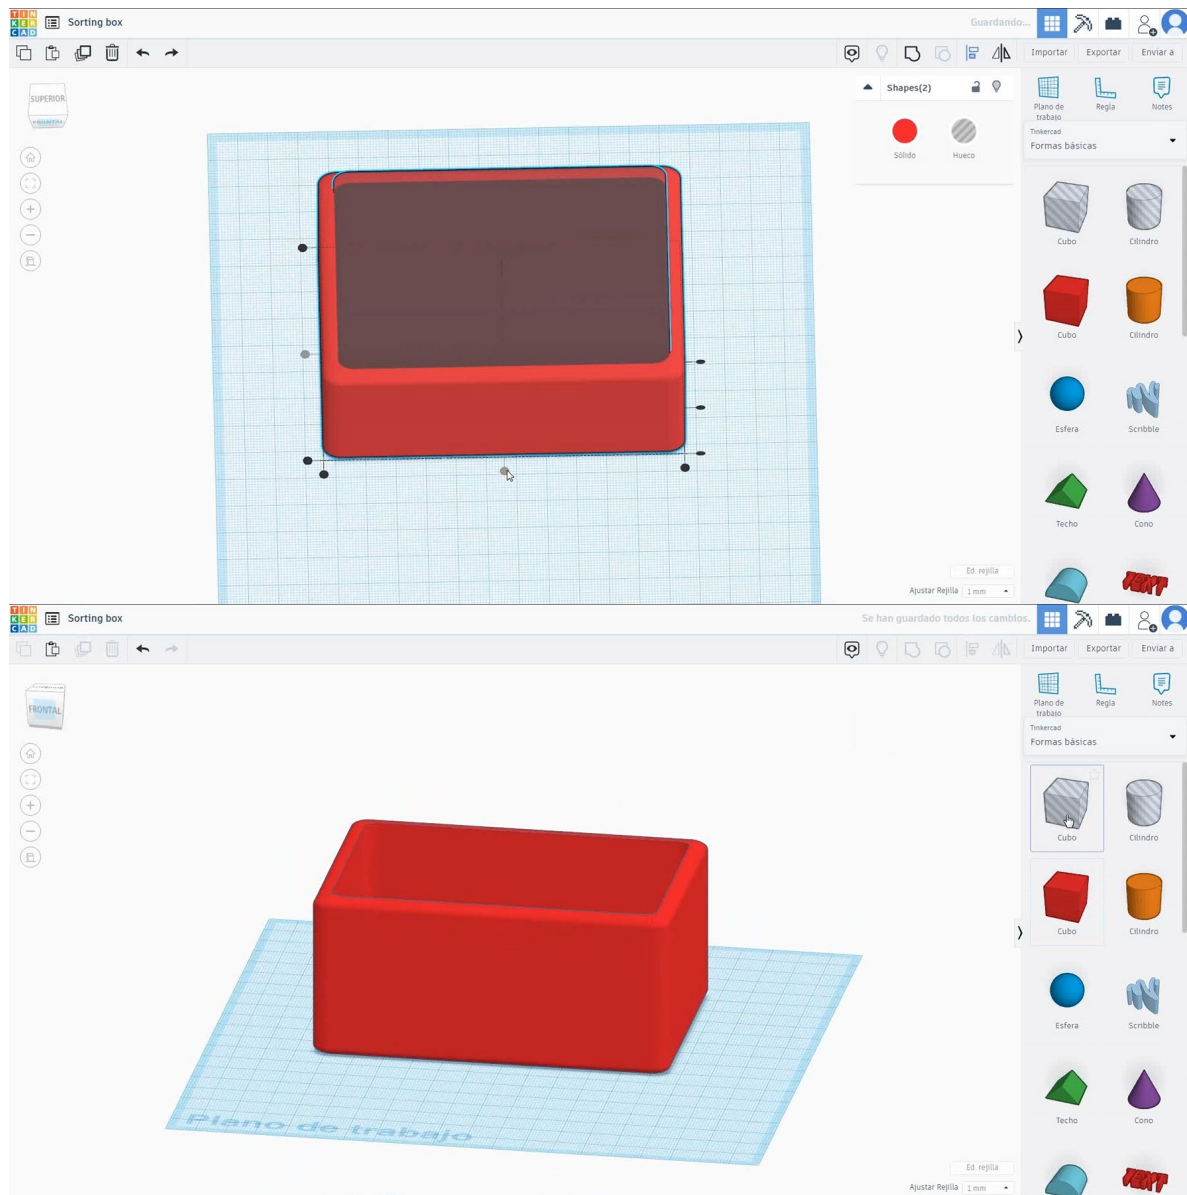 TIN
KER
CAD
Sorting box
Guardando...
Importar
Exportar
Enviar a
SUPERIOR
FRONTAL
Shapes(2)
Sólido
Hueco
Plano de
trabajo
Regla
Notes
Tinkercad
Formas básicas
Cubo
Cilindro
Cubo
Cilindro
Esfera
Scribble
Techo
Cono
TEXT
Ed. rejilla
Ajustar Rejilla
1 mm
TIN
KER
CAD
Sorting box
Se han guardado todos los cambios.
Importar
Exportar
Enviar a
FRONTAL
Plano de
trabajo
Regla
Notes
Tinkercad
Formas básicas
Cubo
Cilindro
Cubo
Cilindro
Esfera
Scribble
Techo
Cono
TEXT
Plano de trabajo
Ed. rejilla
Ajustar Rejilla
1 mm